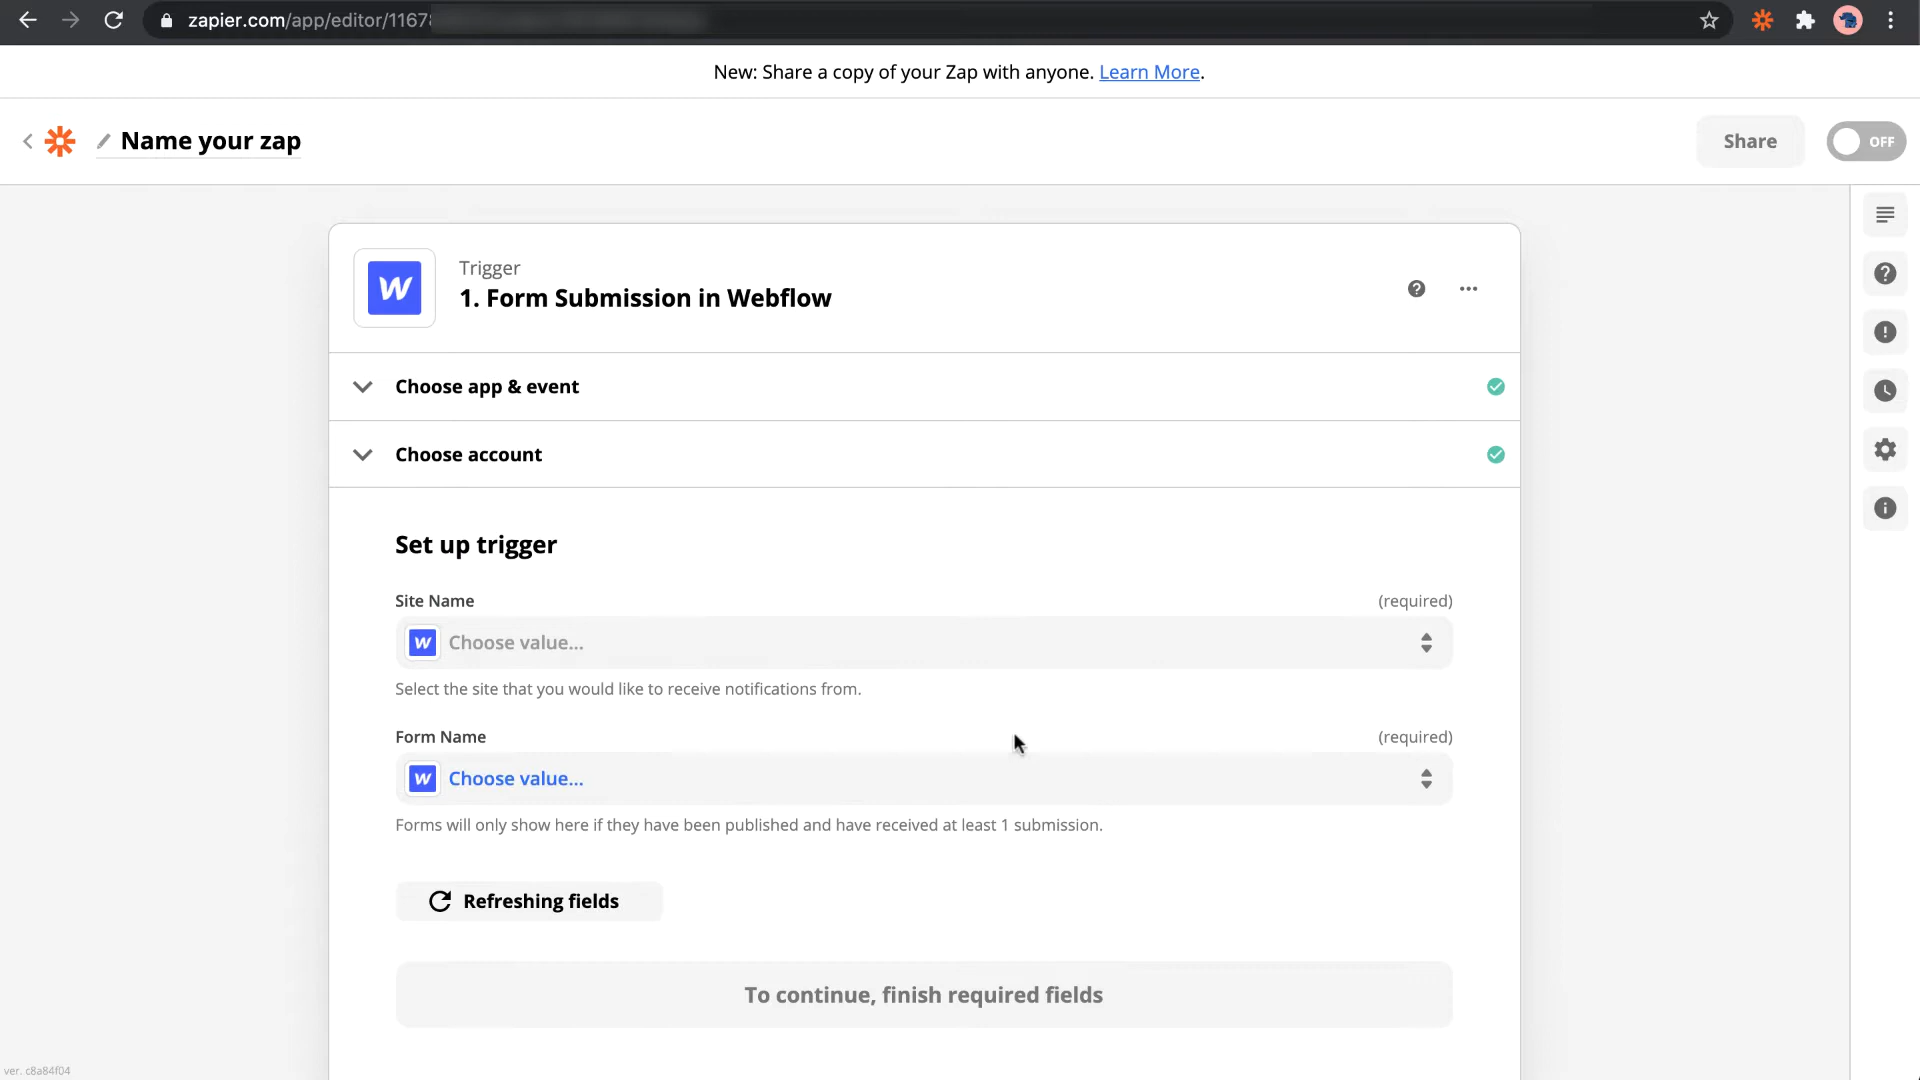 zapier.com/app/editor/1167
New: Share a copy of your Zap with anyone. Learn More.
Name your zap
Share
OFF
Trigger
1. Form Submission in Webflow
Choose app & event
Choose account
Set up trigger
Site Name (required)
Choose value...
Select the site that you would like to receive notifications from.
Form Name (required)
Choose value...
Forms will only show here if they have been published and have received at least 1 submission.
Refreshing fields
To continue, finish required fields
ver. c8a84f04